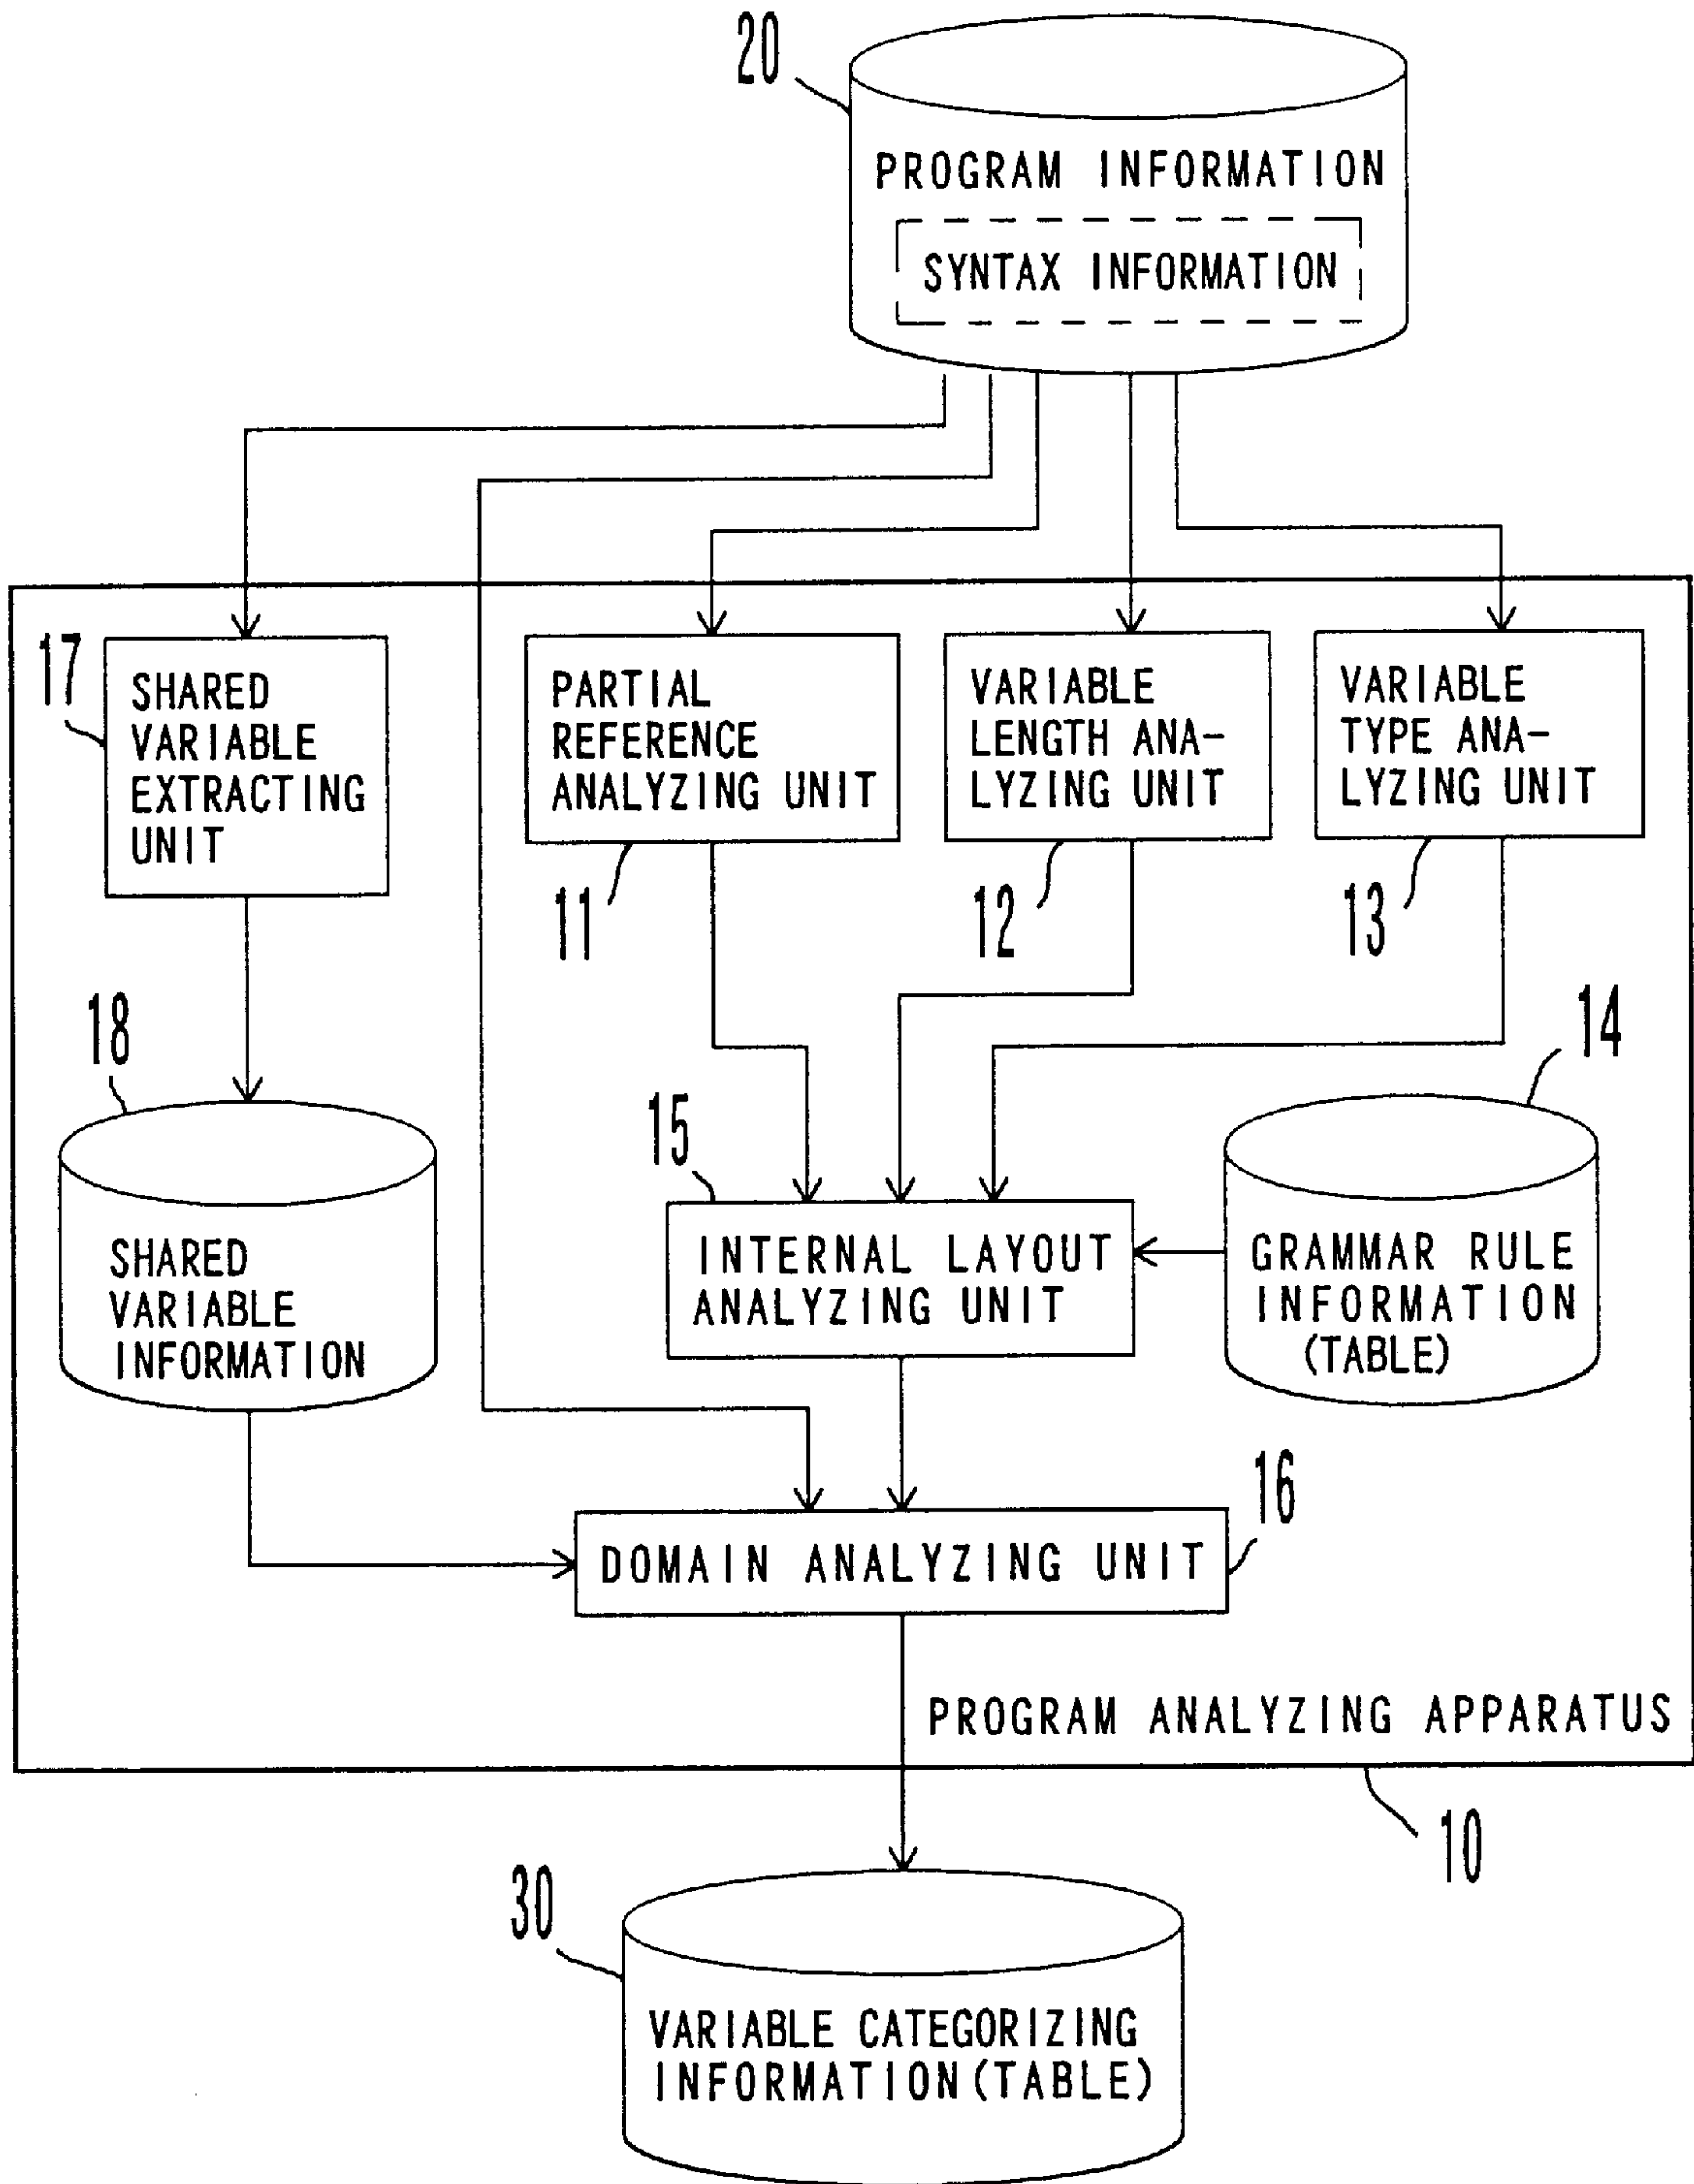 20
PROGRAM INFORMATION
SYNTAX INFORMATION
17
SHARED
VARIABLE
EXTRACTING
UNIT
PARTIAL
REFERENCE
ANALYZING UNIT
11
VARIABLE
LENGTH ANA-
LYZING UNIT
12
VARIABLE
TYPE ANA-
LYZING UNIT
13
18
SHARED
VARIABLE
INFORMATION
15
INTERNAL LAYOUT
ANALYZING UNIT
14
GRAMMAR RULE
INFORMATION
(TABLE)
16
DOMAIN ANALYZING UNIT
PROGRAM ANALYZING APPARATUS
10
30
VARIABLE CATEGORIZING
INFORMATION(TABLE)